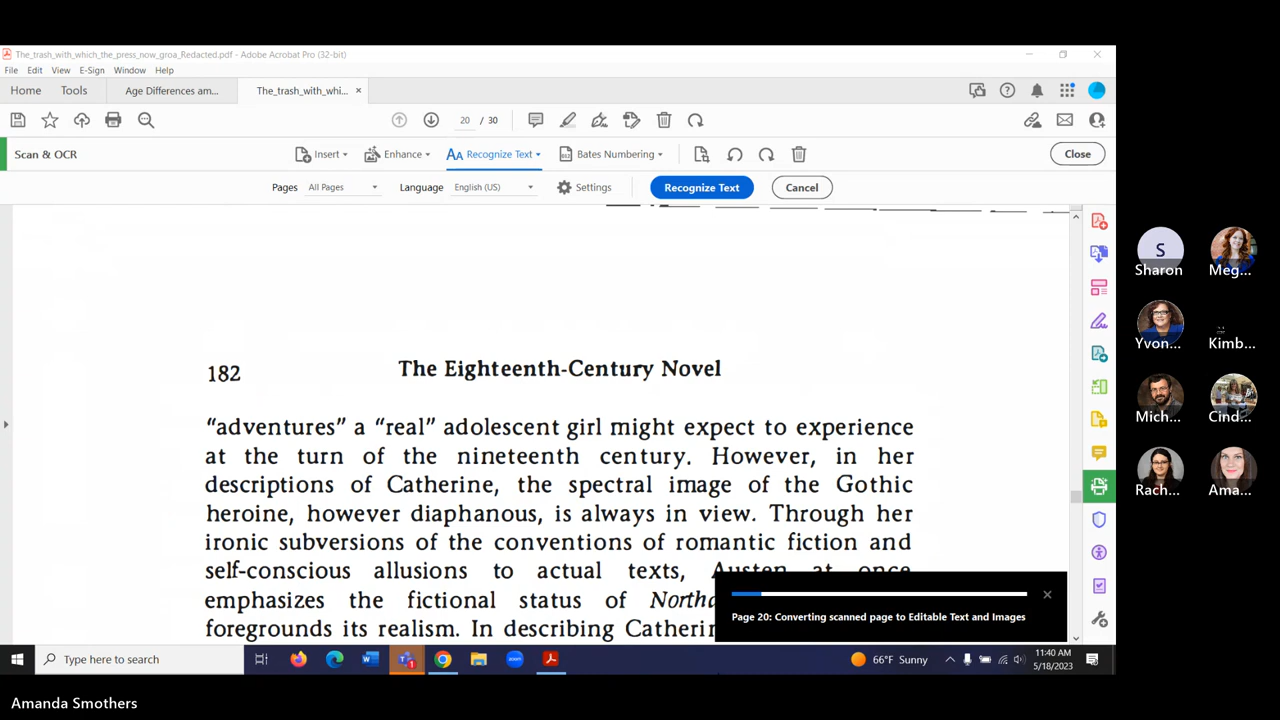 The_trash_with_which_the_press_now_groa_Redacted.pdf - Adobe Acrobat Pro (32-bit)
File Edit View E-Sign Window Help
Home Tools Age Differences am... The_trash_with_whi... ×
20 / 30
Scan & OCR Insert Enhance Recognize Text Bates Numbering Close
Pages All Pages Language English (US) Settings Recognize Text Cancel
182 The Eighteenth-Century Novel
“adventures” a “real” adolescent girl might expect to experience
at the turn of the nineteenth century. However, in her
descriptions of Catherine, the spectral image of the Gothic
heroine, however diaphanous, is always in view. Through her
ironic subversions of the conventions of romantic fiction and
self-conscious allusions to actual texts, Austen at once
emphasizes the fictional status of North
foregrounds its realism. In describing Catherin
Page 20: Converting scanned page to Editable Text and Images
S
Sharon Meg...
Yvon... Kimb...
Mich... Cind...
Rach... Ama...
Type here to search 66°F Sunny 11:40 AM
5/18/2023
Amanda Smothers